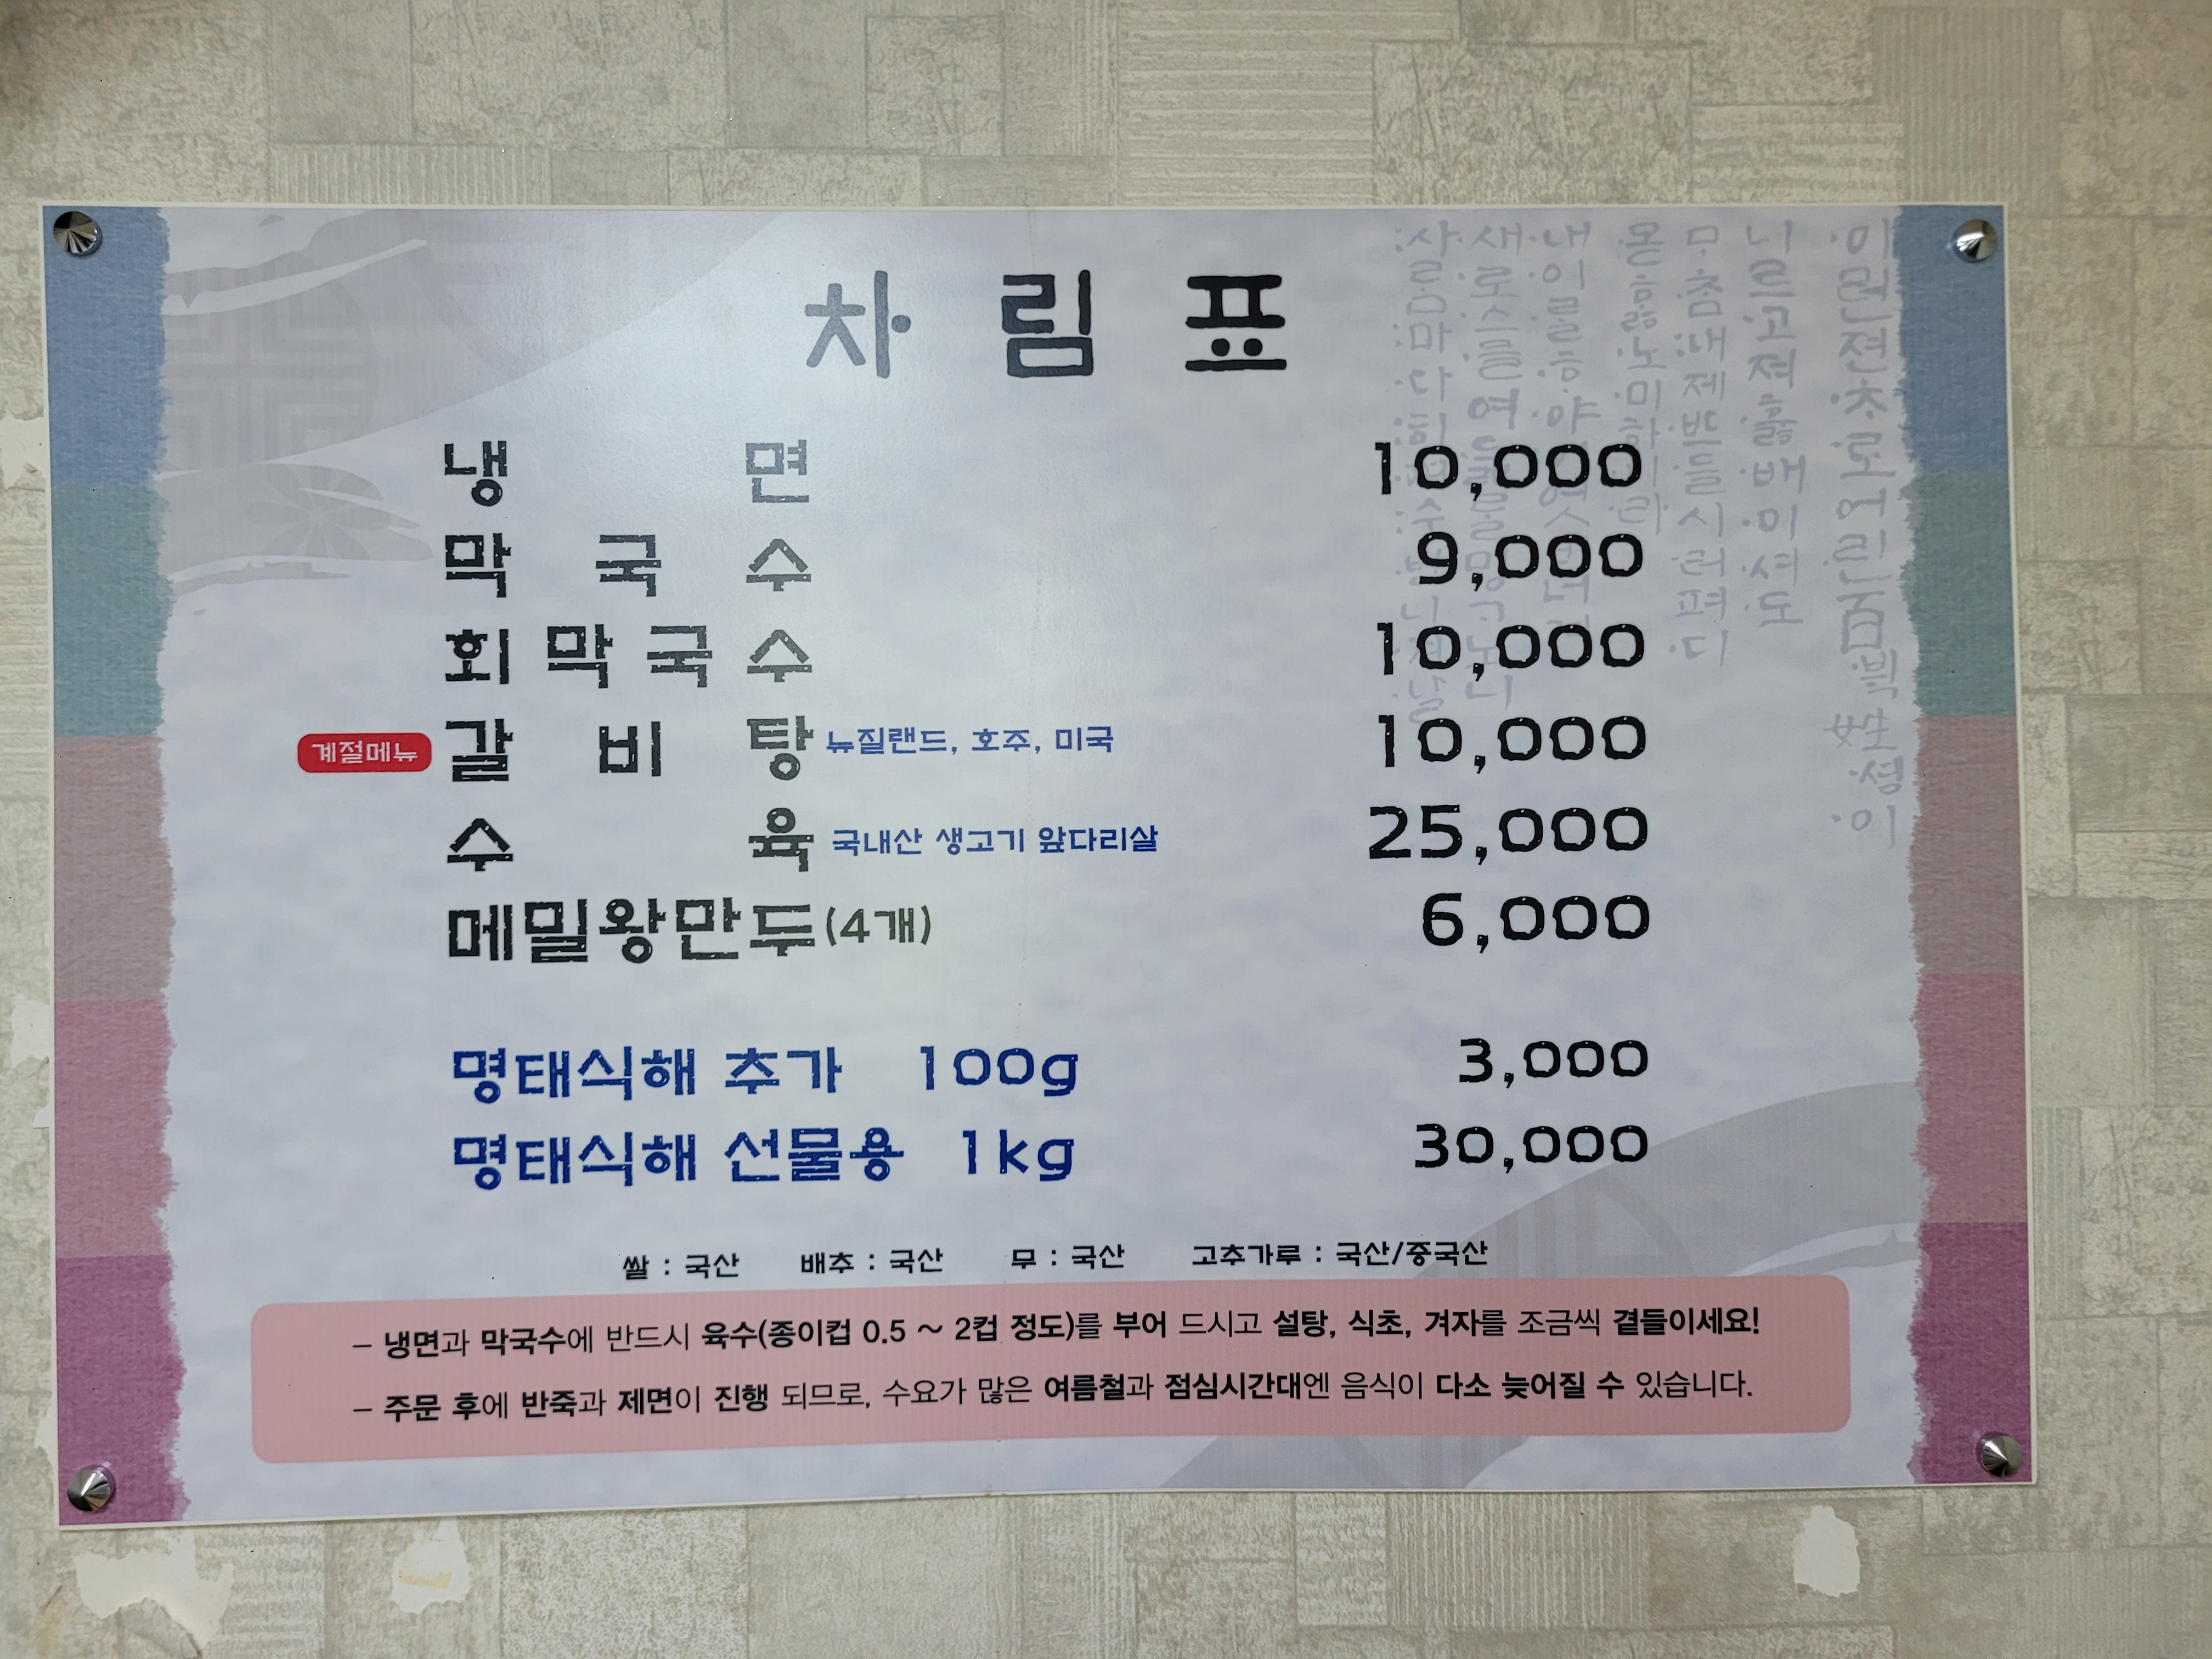 차림표
냉면 10,000
막국수 9,000
회막국수 10,000
계절메뉴 갈비탕 뉴질랜드, 호주, 미국 10,000
수육 국내산 생고기 앞다리살 25,000
메밀왕만두(4개) 6,000
명태식해 추가 100g 3,000
명태식해 선물용 1kg 30,000
쌀 : 국산 배추 : 국산 무 : 국산 고추가루 : 국산/중국산
– 냉면과 막국수에 반드시 육수(종이컵 0.5 ~ 2컵 정도)를 부어 드시고 설탕, 식초, 겨자를 조금씩 곁들이세요!
– 주문 후에 반죽과 제면이 진행 되므로, 수요가 많은 여름철과 점심시간대엔 음식이 다소 늦어질 수 있습니다.